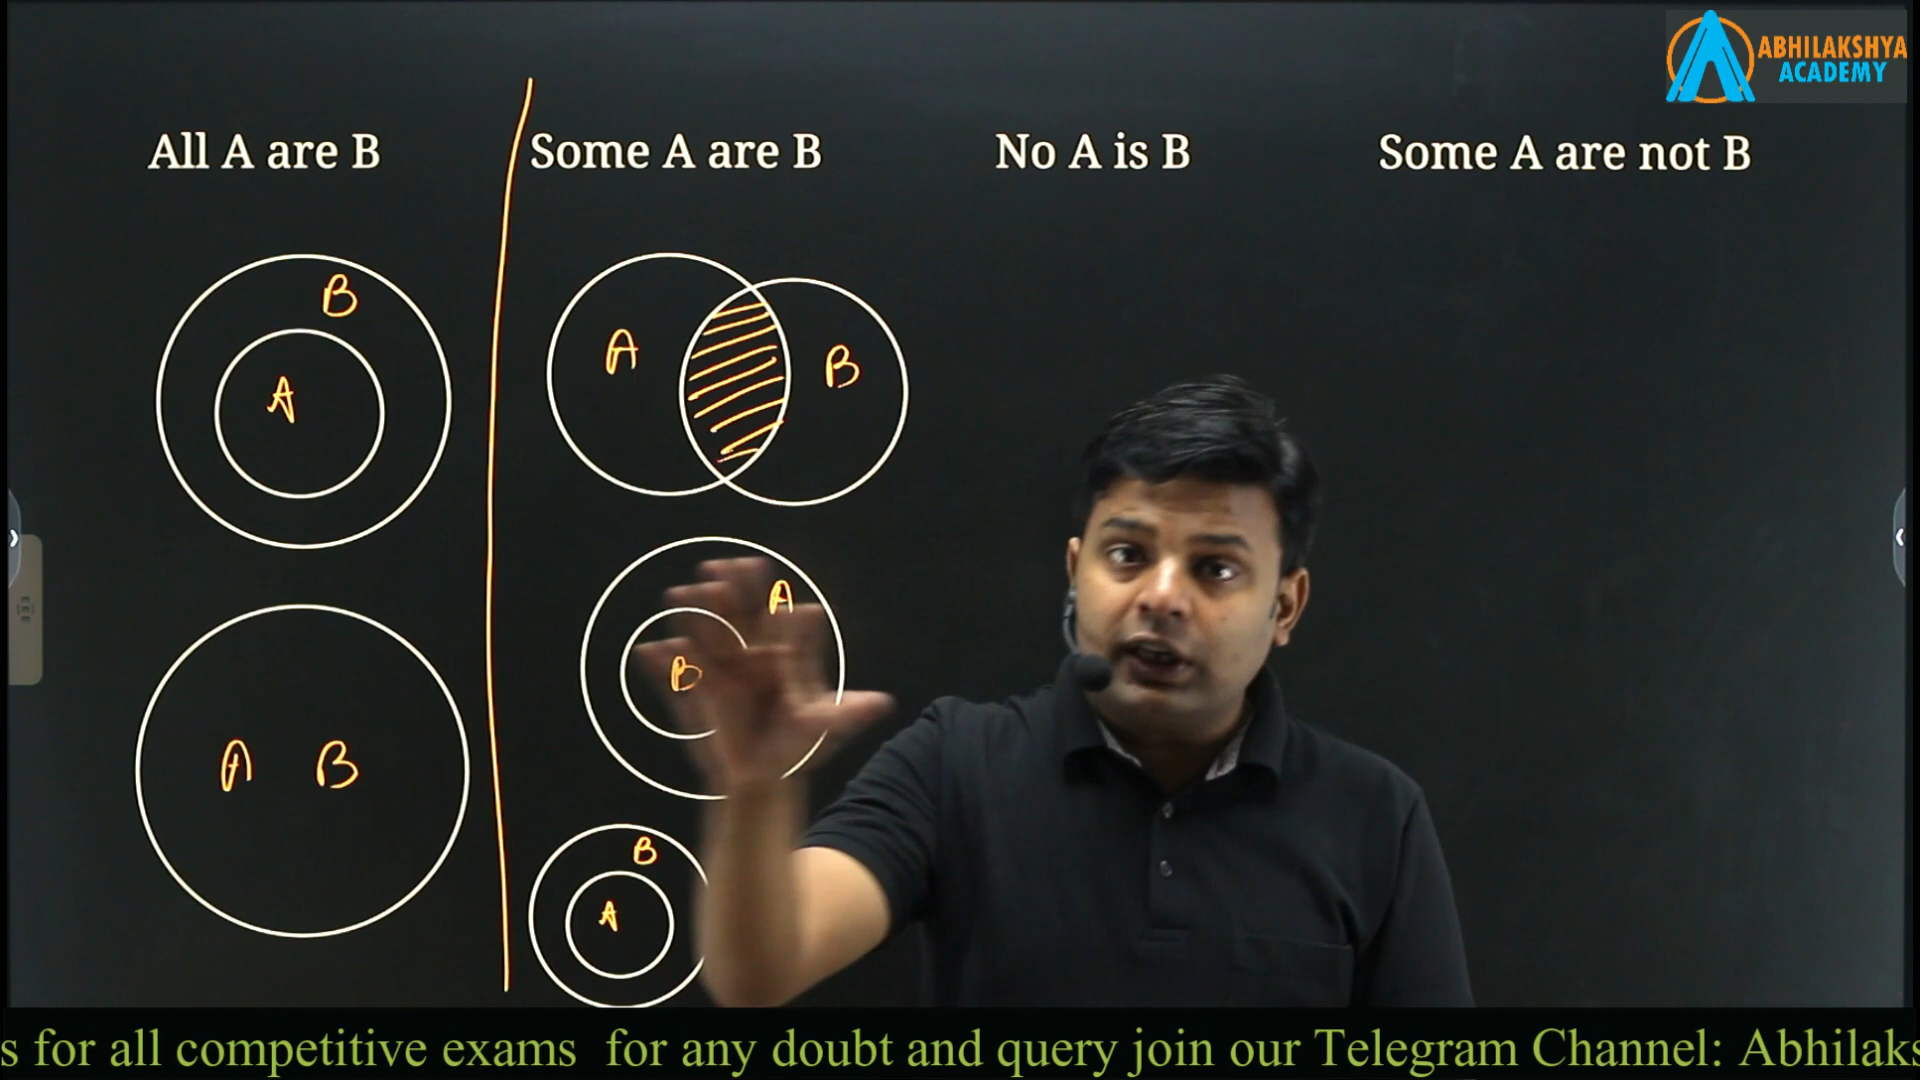 ABHILAKSHYA
ACADEMY
All A are B
Some A are B
No A is B
Some A are not B
B
A
A B
A B
A
B
B
A
s for all competitive exams for any doubt and query join our Telegram Channel: Abhilaks